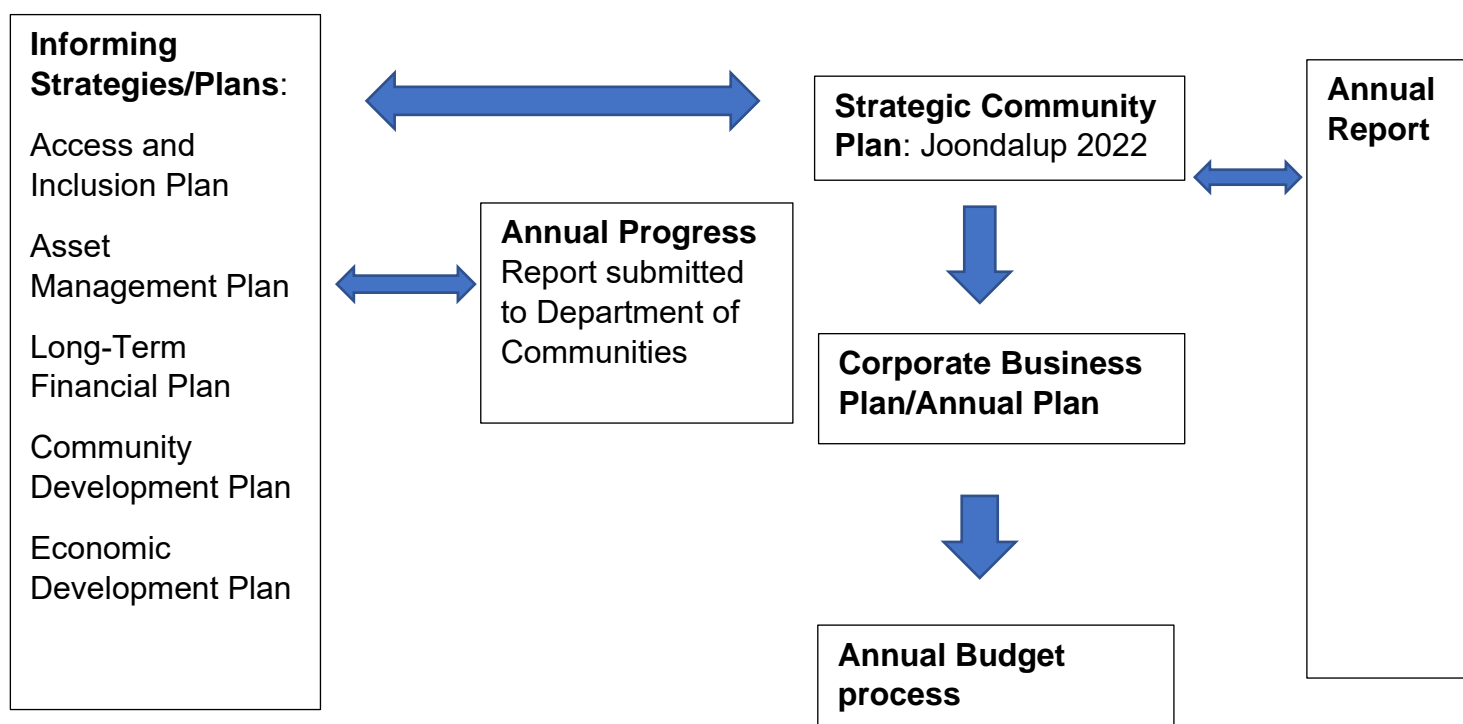 Informing
Strategies/Plans:
Access and
Inclusion Plan
Asset
Management Plan
Long-Term
Financial Plan
Community
Development Plan
Economic
Development Plan
Annual Progress
Report submitted
to Department of
Communities
Strategic Community
Plan: Joondalup 2022
Corporate Business
Plan/Annual Plan
Annual Budget
process
Annual
Report